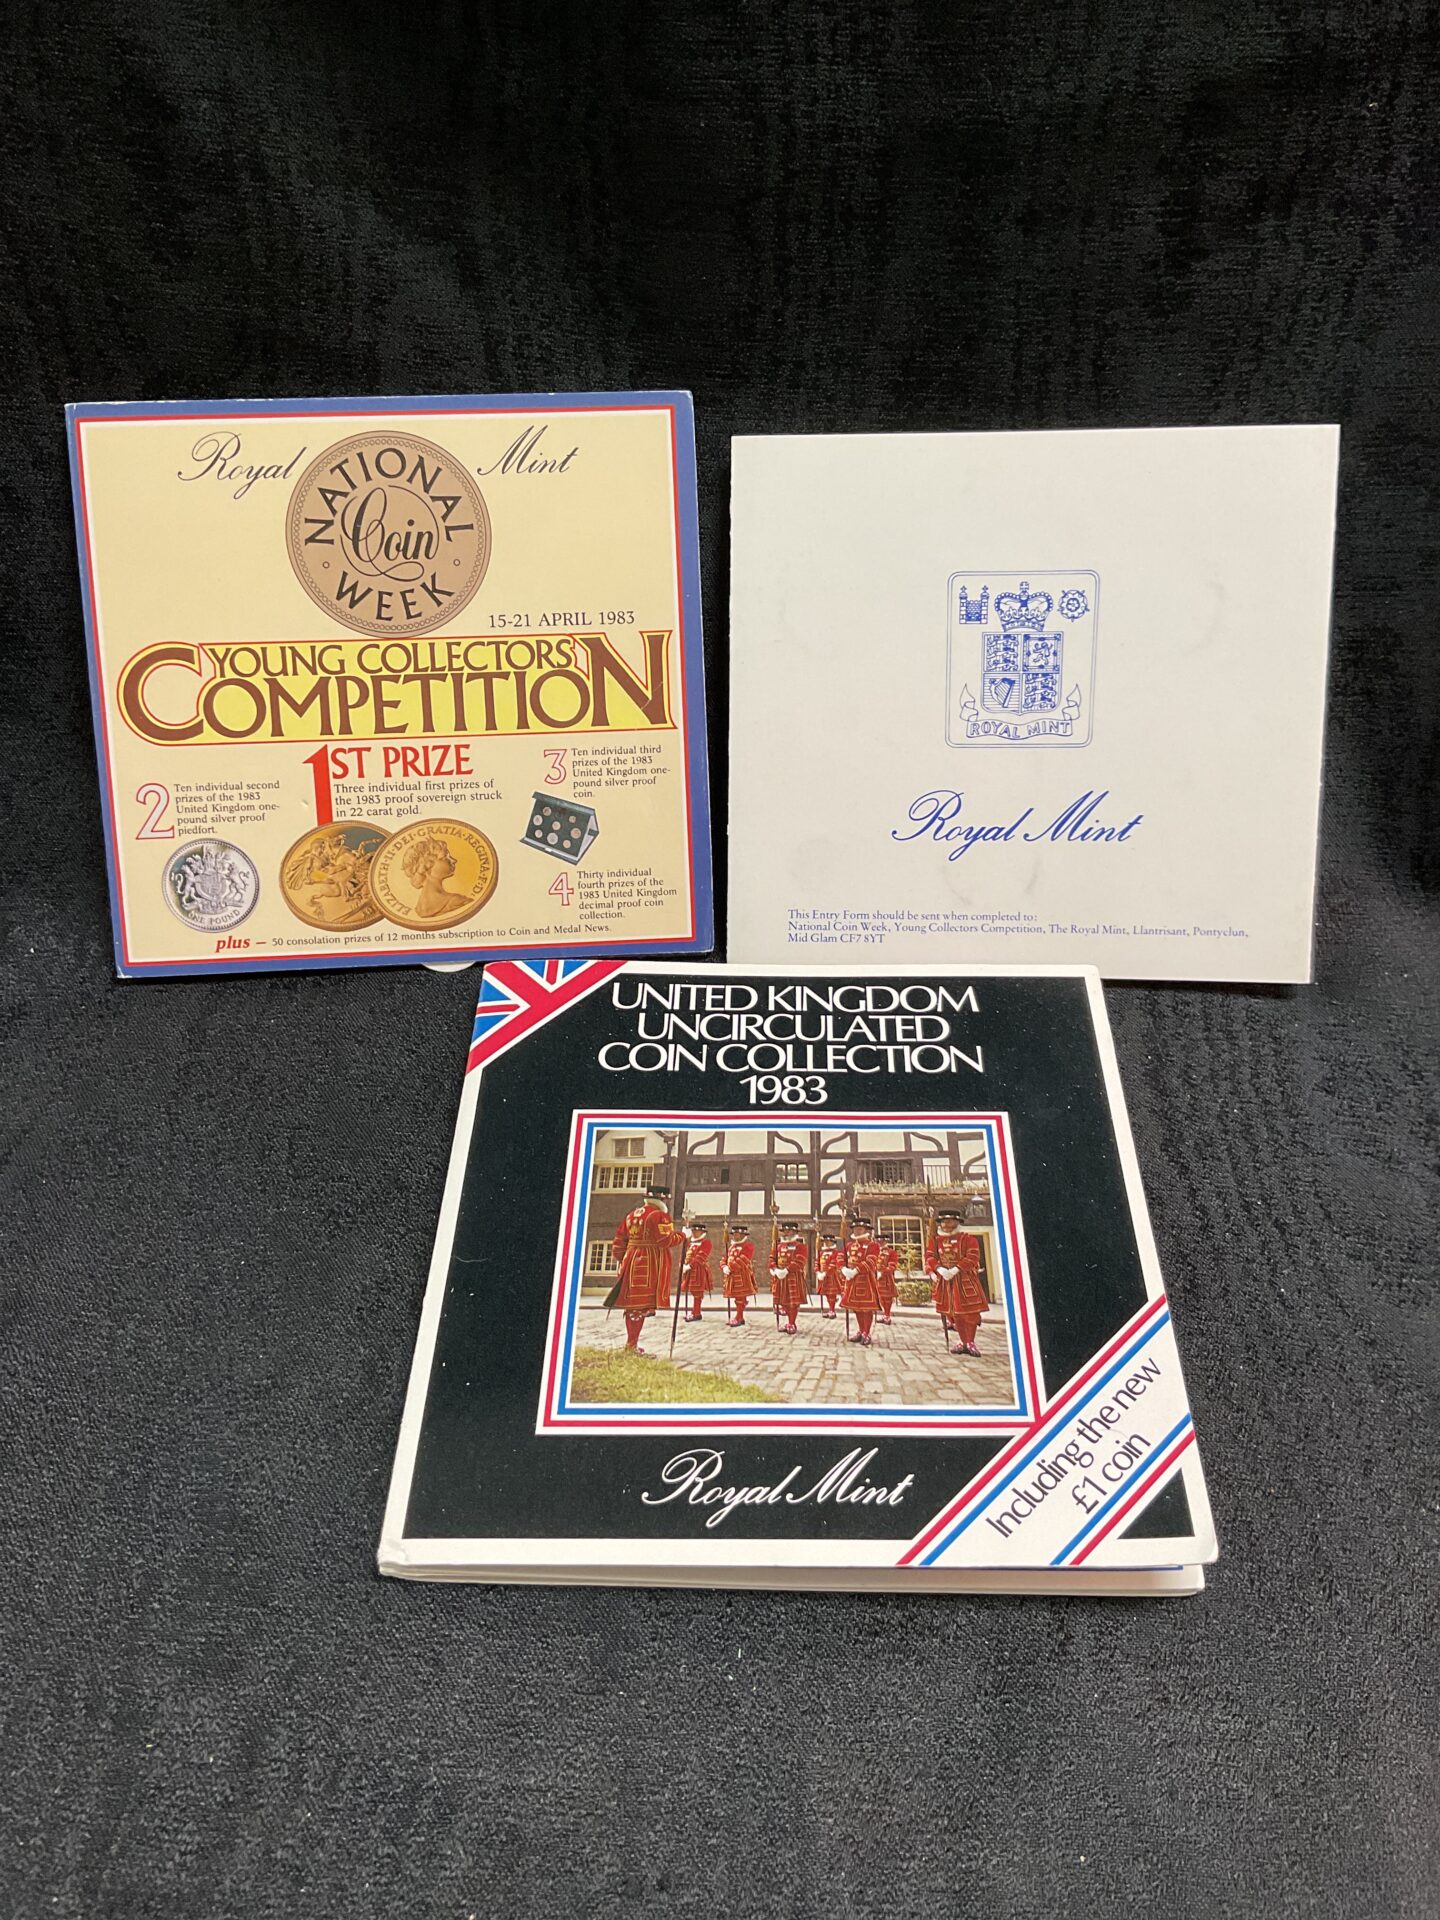 Royal Mint
NATIONAL
Coin
WEEK
15-21 APRIL 1983
YOUNG COLLECTORS
COMPETITION
1ST PRIZE
Three individual first prizes of
the 1983 proof sovereign struck
in 22 carat gold.
2
Ten individual second
prizes of the 1983
United Kingdom one-
pound silver proof
piedfort.
3
Ten individual third
prizes of the 1983
United Kingdom one-
pound silver proof
coin.
4
Thirty individual
fourth prizes of the
1983 United Kingdom
decimal proof coin
collection.
ONE POUND
ELIZABETH·II·DEI·GRATIA·REGINA·F:D:
plus – 50 consolation prizes of 12 months subscription to Coin and Medal News.
ROYAL MINT
Royal Mint
This Entry Form should be sent when completed to:
National Coin Week, Young Collectors Competition, The Royal Mint, Llantrisant, Pontyclun,
Mid Glam CF7 8YT
UNITED KINGDOM
UNCIRCULATED
COIN COLLECTION
1983
Royal Mint
Including the new
£1 coin